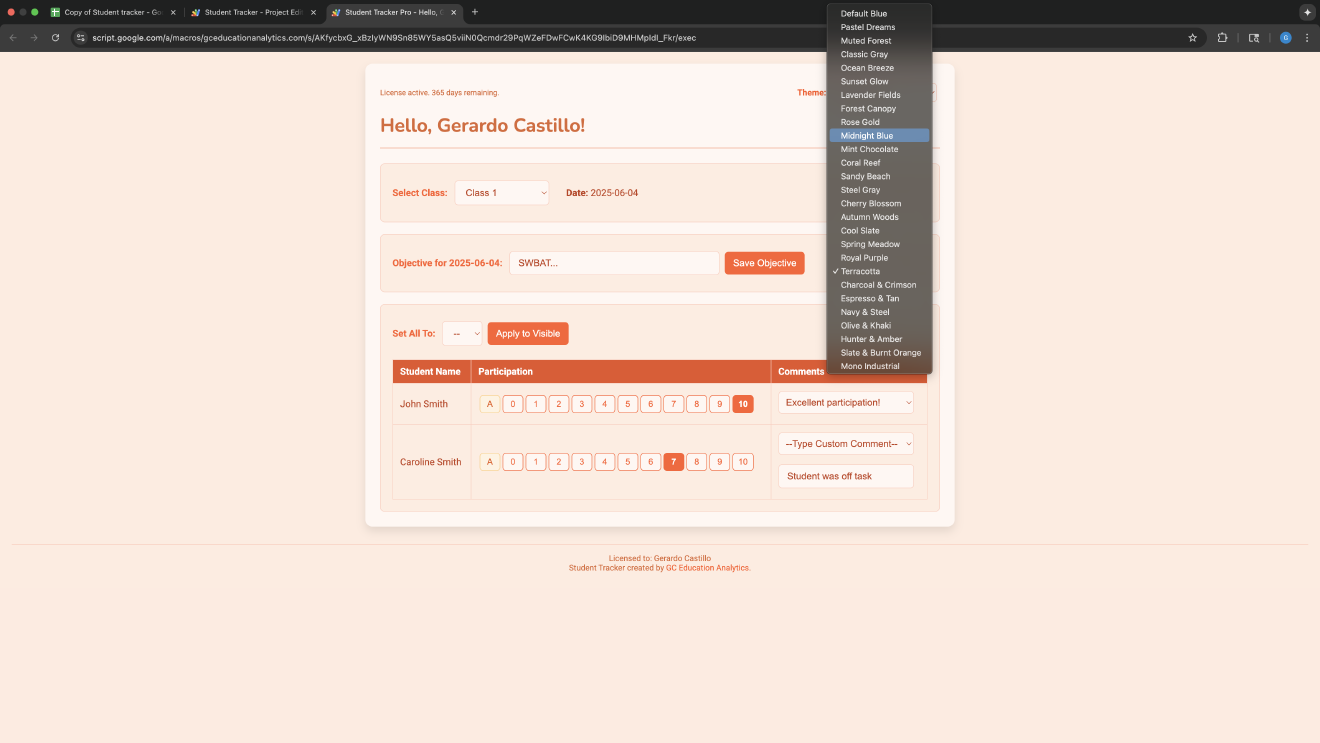 Copy of Student tracker - Go
Student Tracker - Project Edit
Student Tracker Pro - Hello, G
script.google.com/a/macros/gceducationanalytics.com/s/AKfycbxG_xBzIyWN9Sn85WY5asQ5viiN0Qcmdr29PqWZeFDwFCwK4KG9IbiD9MHMpIdI_Fkr/exec
G
License active. 365 days remaining.
Theme:
Hello, Gerardo Castillo!
Select Class:
Class 1
Date: 2025-06-04
Objective for 2025-06-04:
SWBAT...
Save Objective
Set All To:
--
Apply to Visible
Student Name
Participation
Comments
John Smith
A 0 1 2 3 4 5 6 7 8 9 10
Excellent participation!
Caroline Smith
A 0 1 2 3 4 5 6 7 8 9 10
--Type Custom Comment--
Student was off task
Default Blue
Pastel Dreams
Muted Forest
Classic Gray
Ocean Breeze
Sunset Glow
Lavender Fields
Forest Canopy
Rose Gold
Midnight Blue
Mint Chocolate
Coral Reef
Sandy Beach
Steel Gray
Cherry Blossom
Autumn Woods
Cool Slate
Spring Meadow
Royal Purple
✓ Terracotta
Charcoal & Crimson
Espresso & Tan
Navy & Steel
Olive & Khaki
Hunter & Amber
Slate & Burnt Orange
Mono Industrial
Licensed to: Gerardo Castillo
Student Tracker created by GC Education Analytics.